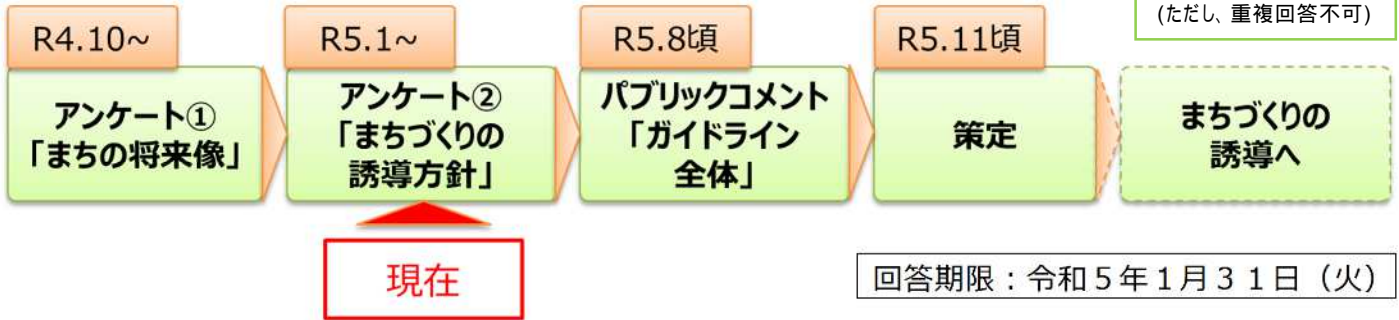 (ただし、重複回答不可)
R4.10~
アンケート①
「まちの将来像」
R5.1~
アンケート②
「まちづくりの
誘導方針」
R5.8頃
パブリックコメント
「ガイドライン
全体」
R5.11頃
策定
まちづくりの
誘導へ
現在
回答期限：令和５年１月３１日（火）